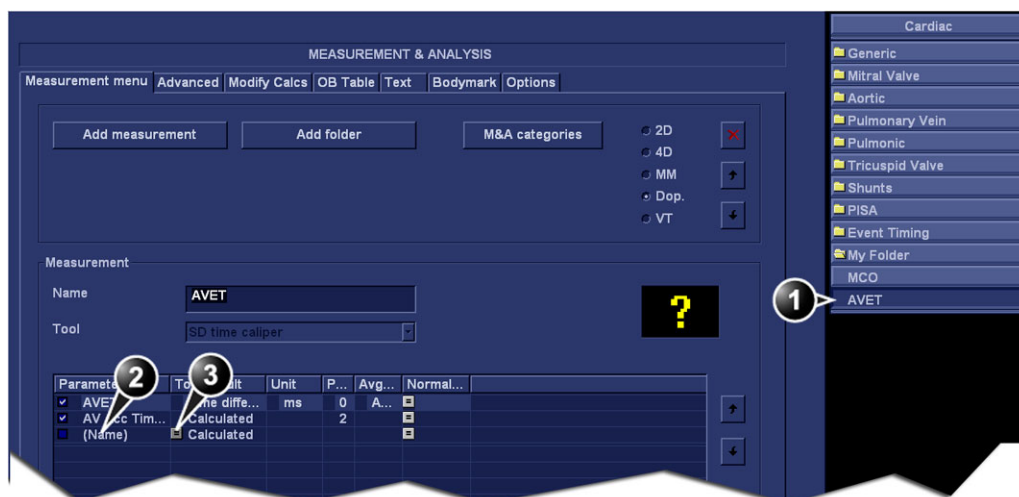 Cardiac
MEASUREMENT & ANALYSIS
Measurement menu Advanced Modify Calcs OB Table Text Bodymark Options
Add measurement Add folder M&A categories
2D
4D
MM
Dop.
VT
Generic
Mitral Valve
Aortic
Pulmonary Vein
Pulmonic
Tricuspid Valve
Shunts
PISA
Event Timing
My Folder
MCO
AVET
1
Measurement
Name AVET
Tool SD time caliper
?
2
3
Unit P... Avg... Normal...
diffe... ms 0 A...
AV Tim... Calculated 2
(Name) Calculated